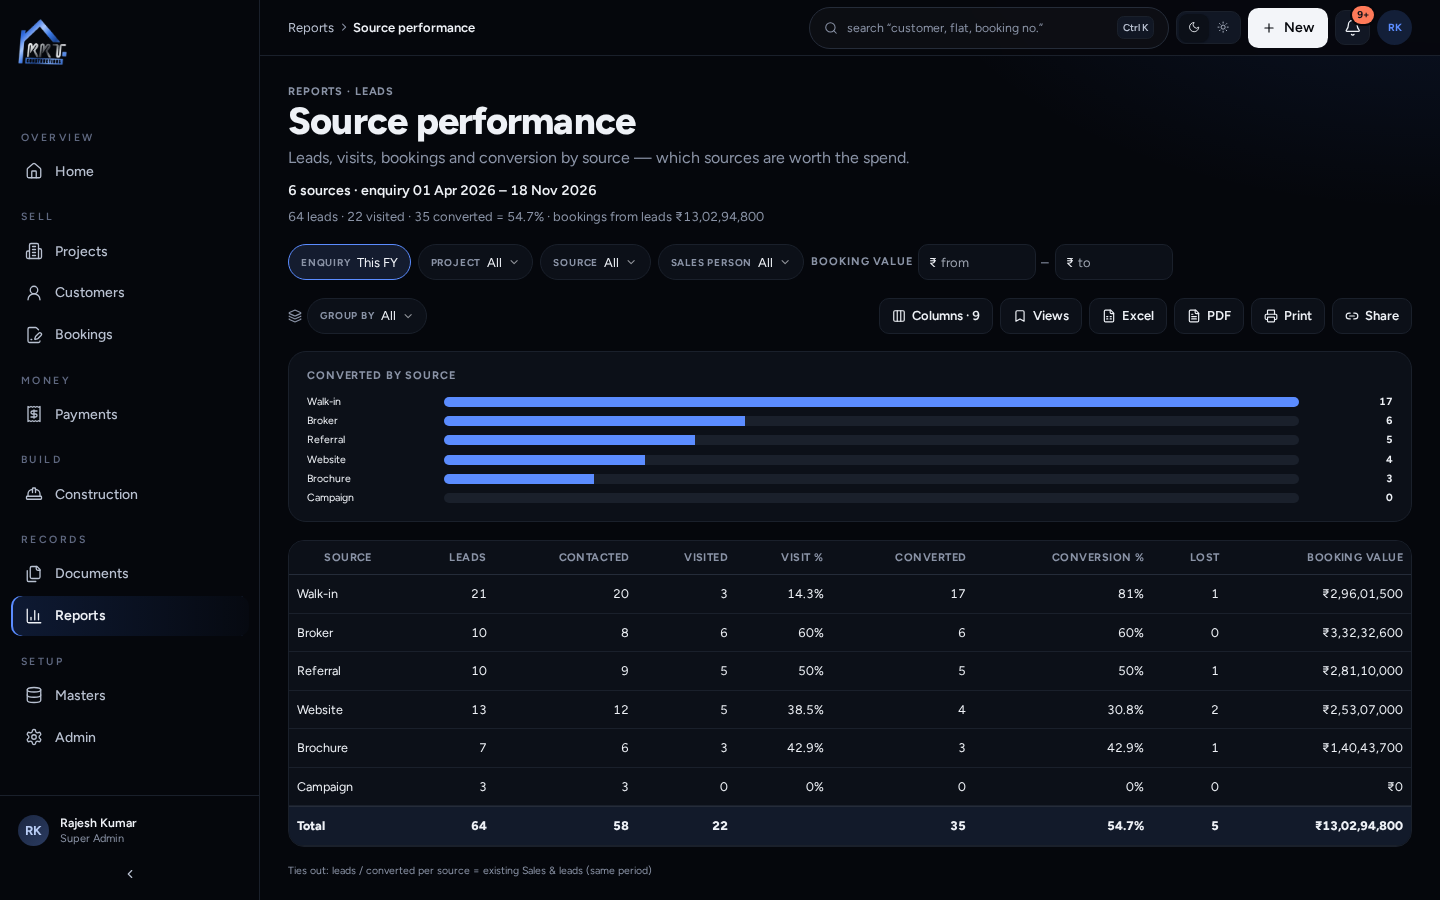 Reports > Source performance
search “customer, flat, booking no.” Ctrl K
+ New
9+
RK
OVERVIEW
Home
SELL
Projects
Customers
Bookings
MONEY
Payments
BUILD
Construction
RECORDS
Documents
Reports
SETUP
Masters
Admin
RK
Rajesh Kumar
Super Admin
REPORTS · LEADS
Source performance
Leads, visits, bookings and conversion by source — which sources are worth the spend.
6 sources · enquiry 01 Apr 2026 – 18 Nov 2026
64 leads · 22 visited · 35 converted = 54.7% · bookings from leads ₹13,02,94,800
ENQUIRY This FY PROJECT All SOURCE All SALES PERSON All BOOKING VALUE ₹ from – ₹ to
GROUP BY All Columns · 9 Views Excel PDF Print Share
CONVERTED BY SOURCE
Walk-in 17
Broker 6
Referral 5
Website 4
Brochure 3
Campaign 0
SOURCE LEADS CONTACTED VISITED VISIT % CONVERTED CONVERSION % LOST BOOKING VALUE
Walk-in 21 20 3 14.3% 17 81% 1 ₹2,96,01,500
Broker 10 8 6 60% 6 60% 0 ₹3,32,32,600
Referral 10 9 5 50% 5 50% 1 ₹2,81,10,000
Website 13 12 5 38.5% 4 30.8% 2 ₹2,53,07,000
Brochure 7 6 3 42.9% 3 42.9% 1 ₹1,40,43,700
Campaign 3 3 0 0% 0 0% 0 ₹0
Total 64 58 22 35 54.7% 5 ₹13,02,94,800
Ties out: leads / converted per source = existing Sales & leads (same period)